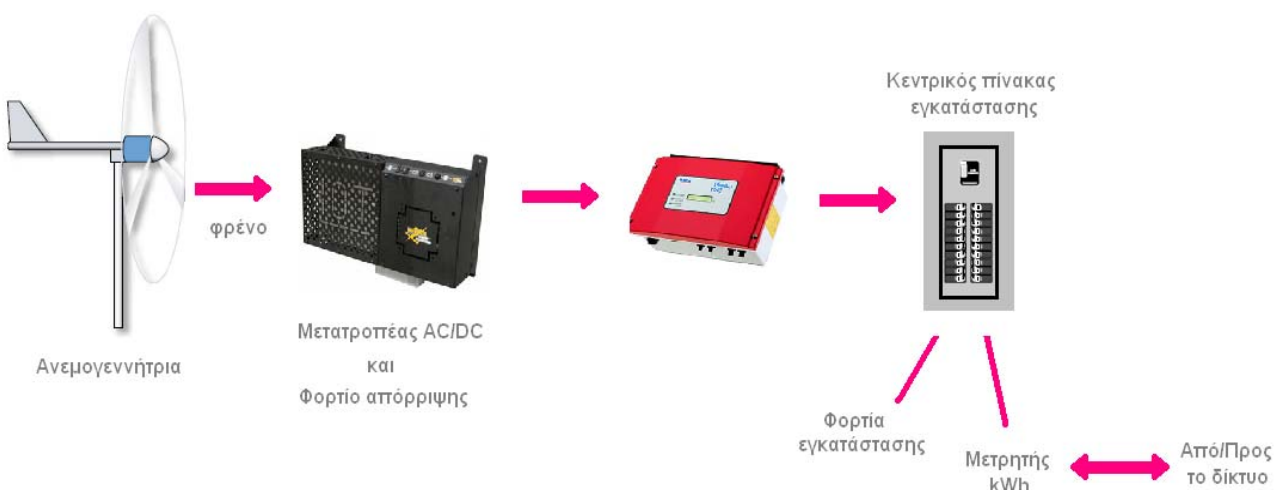 Κεντρικός πίνακας
εγκατάστασης
φρένο
Μετατροπέας AC/DC
και
Φορτίο απόρριψης
Ανεμογεννήτρια
Φορτία
εγκατάστασης
Μετρητής
kWh
Από/Προς
το δίκτυο